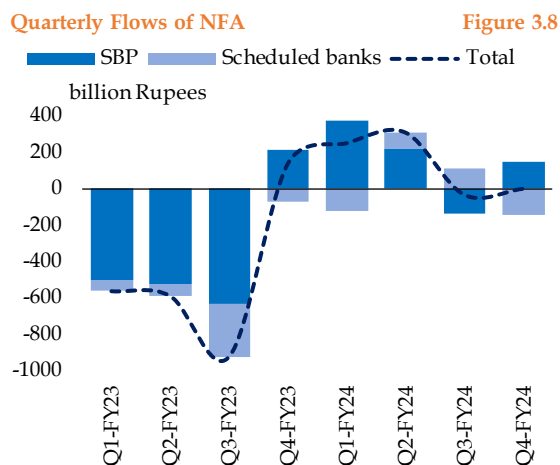 Quarterly Flows of NFA Figure 3.8
SBP Scheduled banks Total
billion Rupees
400
200
0
-200
-400
-600
-800
-1000
Q1-FY23
Q2-FY23
Q3-FY23
Q4-FY23
Q1-FY24
Q2-FY24
Q3-FY24
Q4-FY24